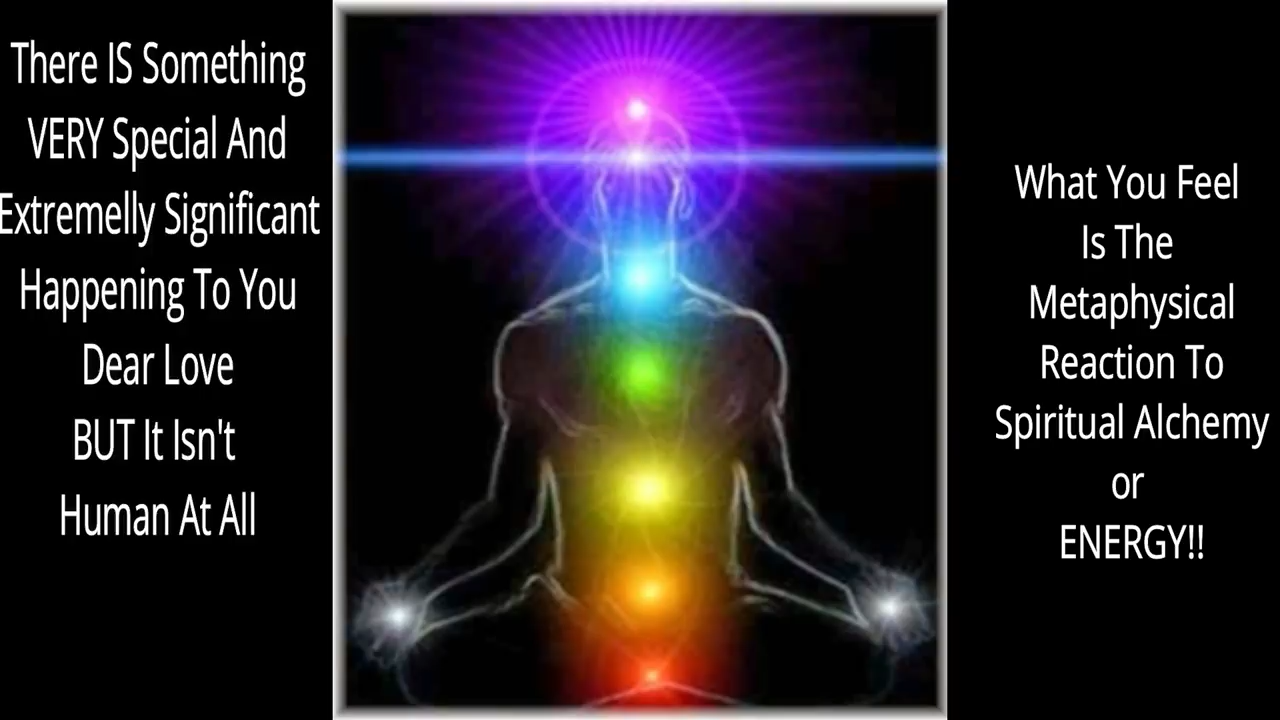 There IS Something
VERY Special And
Extremelly Significant
Happening To You
Dear Love
BUT It Isn't
Human At All
What You Feel
Is The
Metaphysical
Reaction To
Spiritual Alchemy
or
ENERGY!!